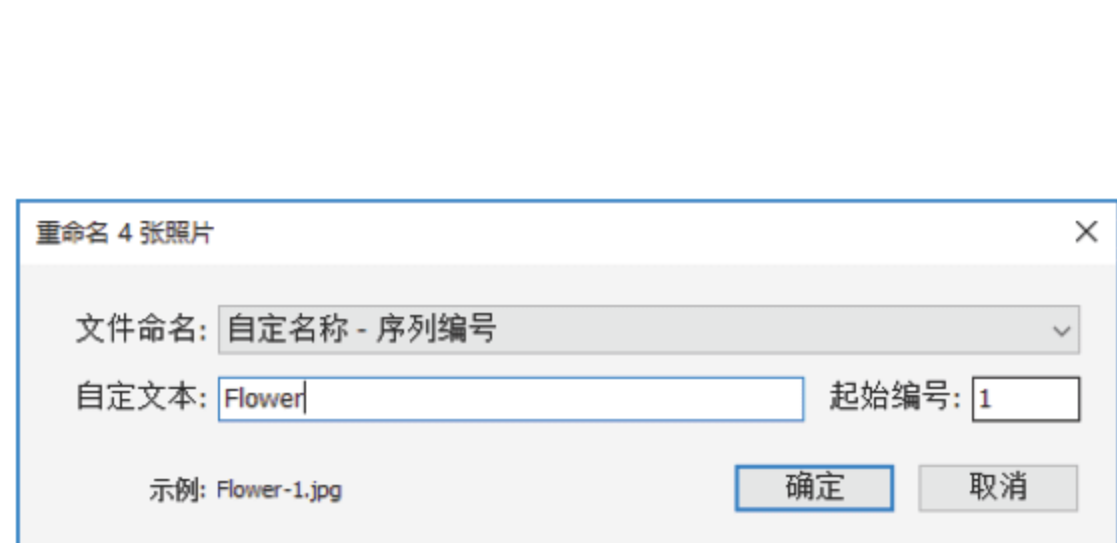 重命名 4 张照片
文件命名: 自定名称 - 序列编号
自定文本: Flower 起始编号: 1
示例: Flower-1.jpg 确定 取消